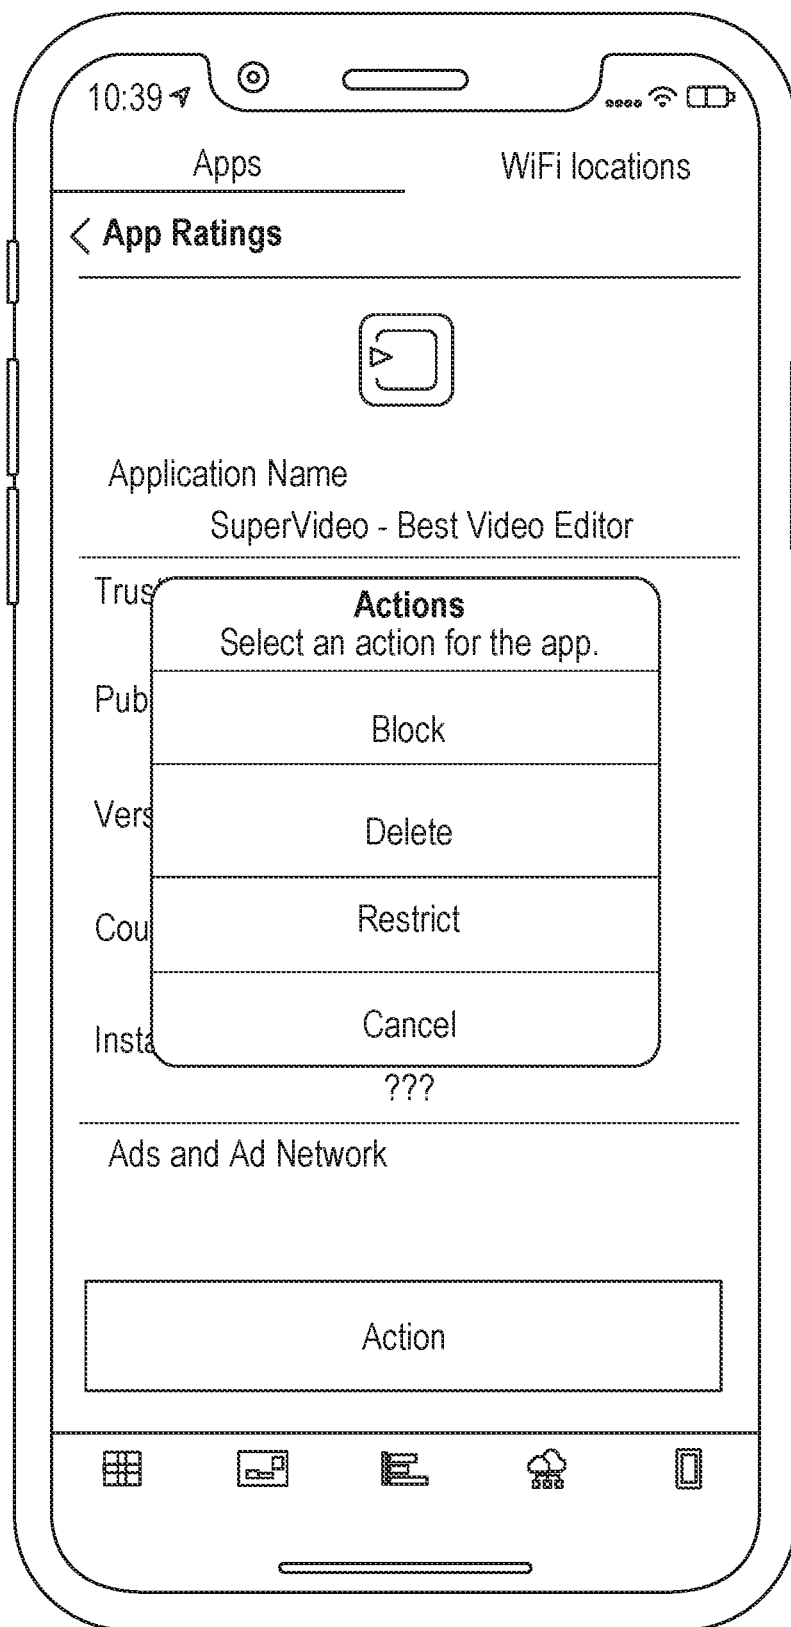 10:39
Apps WiFi locations
< App Ratings
Application Name
SuperVideo - Best Video Editor
Trus
Actions
Select an action for the app.
Pub
Block
Vers
Delete
Cou
Restrict
Insta
Cancel
???
Ads and Ad Network
Action